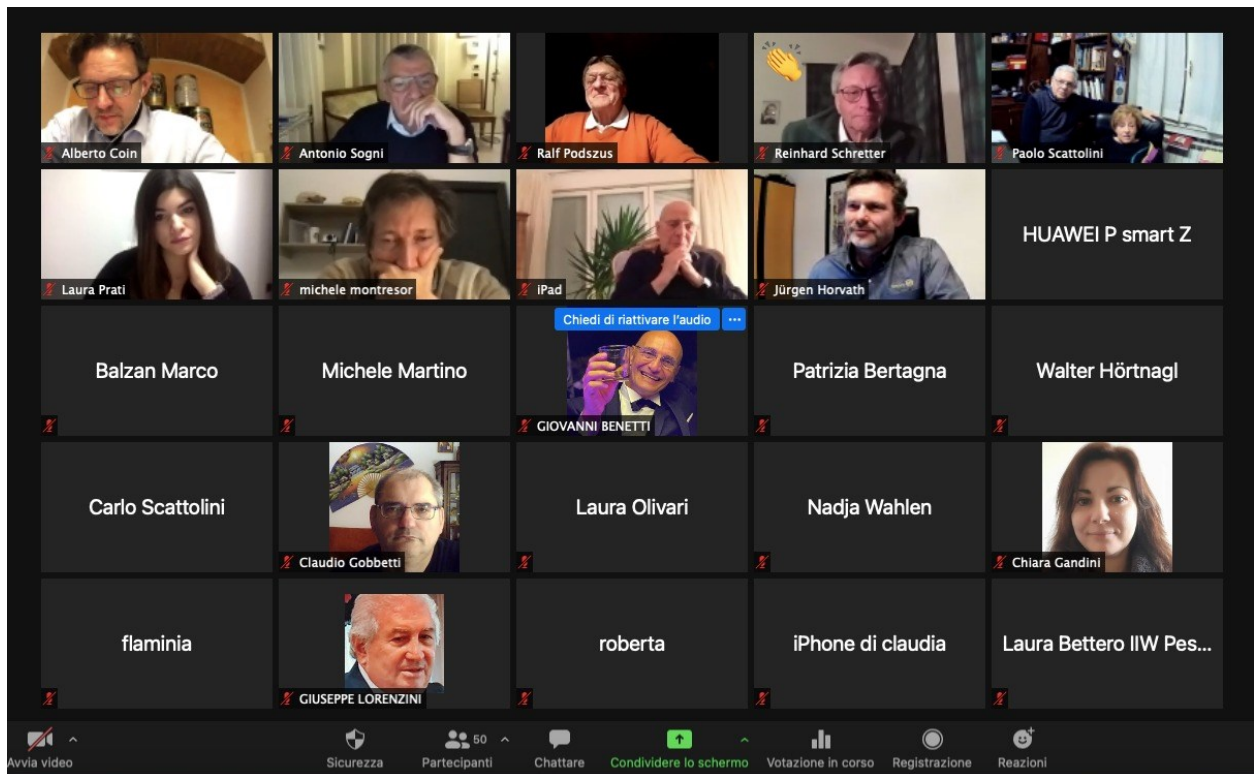 Alberto Coin
Antonio Sogni
Ralf Podszus
Reinhard Schretter
Paolo Scattolini
Laura Prati
michele montresor
iPad
Jürgen Horvath
HUAWEI P smart Z
Chiedi di riattivare l'audio ...
Balzan Marco
Michele Martino
GIOVANNI BENETTI
Patrizia Bertagna
Walter Hörtnagl
Carlo Scattolini
Claudio Gobbetti
Laura Olivari
Nadja Wahlen
Chiara Gandini
flaminia
GIUSEPPE LORENZINI
roberta
iPhone di claudia
Laura Bettero IIW Pes...
50
Avvia video
Sicurezza
Partecipanti
Chattare
Condividere lo schermo
Votazione in corso
Registrazione
Reazioni